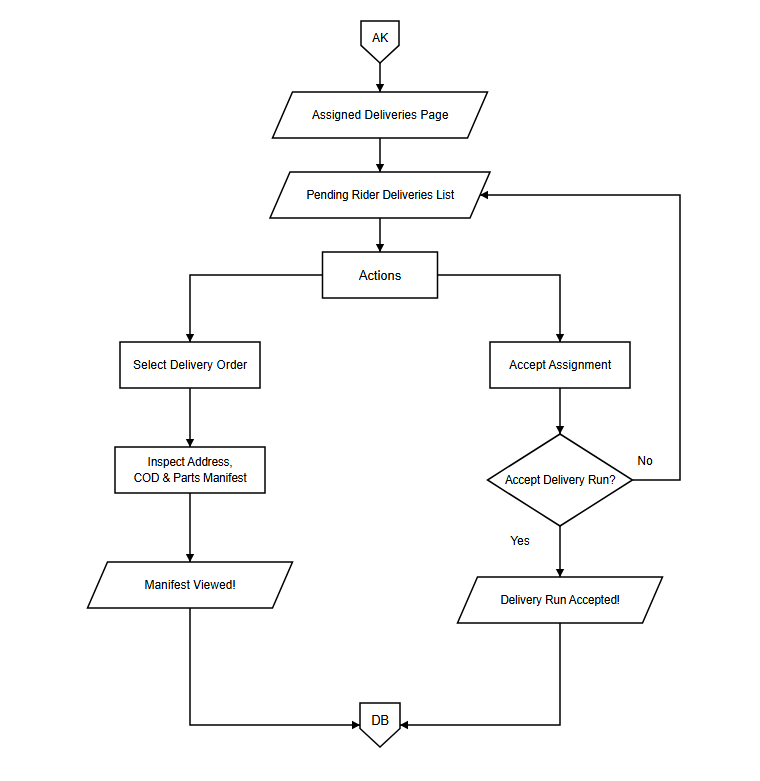 AK
Assigned Deliveries Page
Pending Rider Deliveries List
Actions
Select Delivery Order
Accept Assignment
Inspect Address,
COD & Parts Manifest
Accept Delivery Run?
No
Yes
Manifest Viewed!
Delivery Run Accepted!
DB